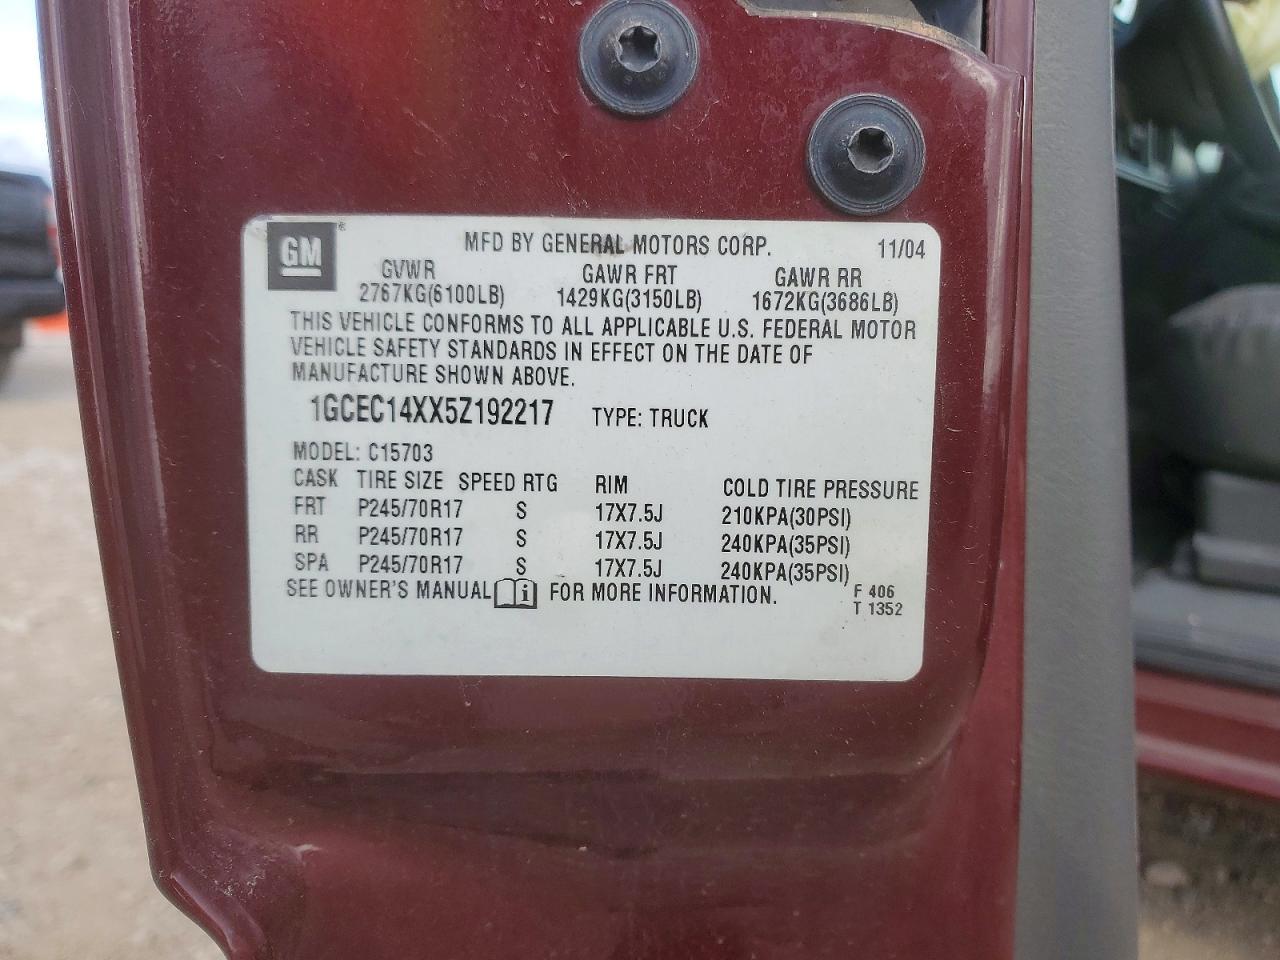 GM
MFD BY GENERAL MOTORS CORP. 11/04
GVWR GAWR FRT GAWR RR
2767KG(6100LB) 1429KG(3150LB) 1672KG(3686LB)
THIS VEHICLE CONFORMS TO ALL APPLICABLE U.S. FEDERAL MOTOR
VEHICLE SAFETY STANDARDS IN EFFECT ON THE DATE OF
MANUFACTURE SHOWN ABOVE.
1GCEC14XX5Z192217 TYPE: TRUCK
MODEL: C15703
CASK TIRE SIZE SPEED RTG RIM COLD TIRE PRESSURE
FRT P245/70R17 S 17X7.5J 210KPA(30PSI)
RR P245/70R17 S 17X7.5J 240KPA(35PSI)
SPA P245/70R17 S 17X7.5J 240KPA(35PSI)
SEE OWNER'S MANUAL i FOR MORE INFORMATION. F 406
T 1352